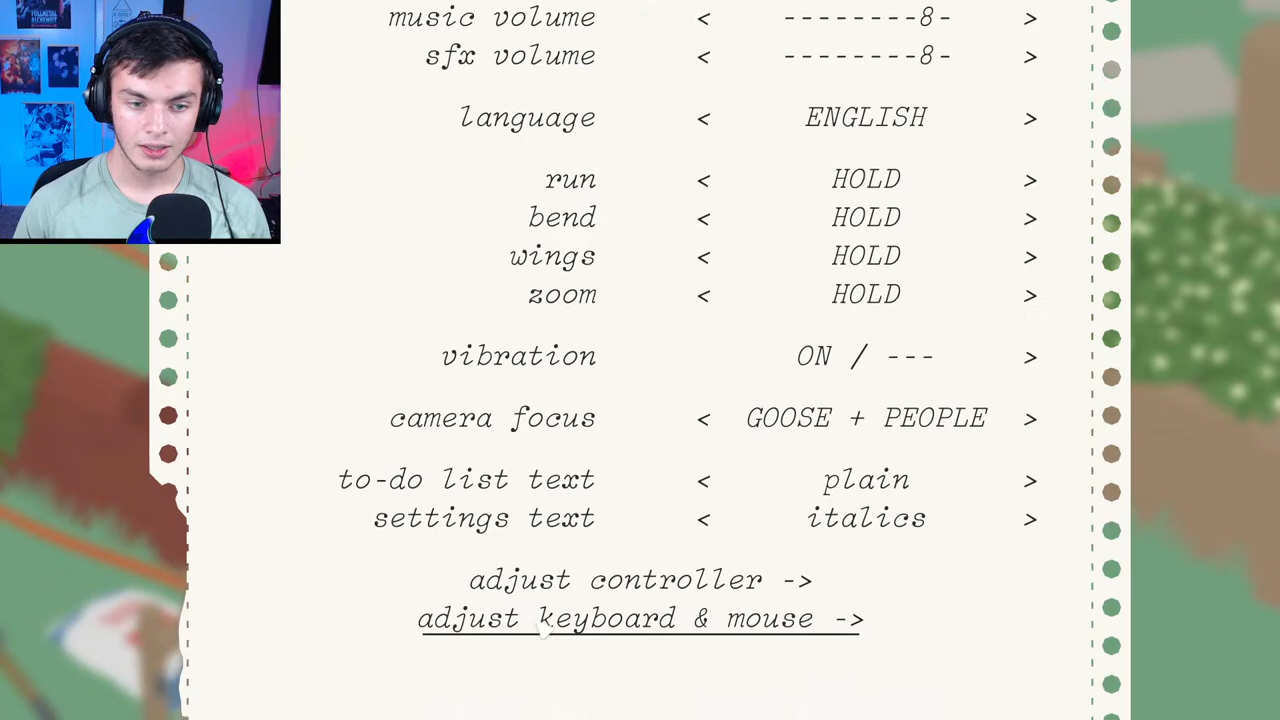 music volume < --------8- >
sfx volume < --------8- >
language < ENGLISH >
run < HOLD >
bend < HOLD >
wings < HOLD >
zoom < HOLD >
vibration ON / --- >
camera focus < GOOSE + PEOPLE >
to-do list text < plain >
settings text < italics >
adjust controller ->
adjust keyboard & mouse ->